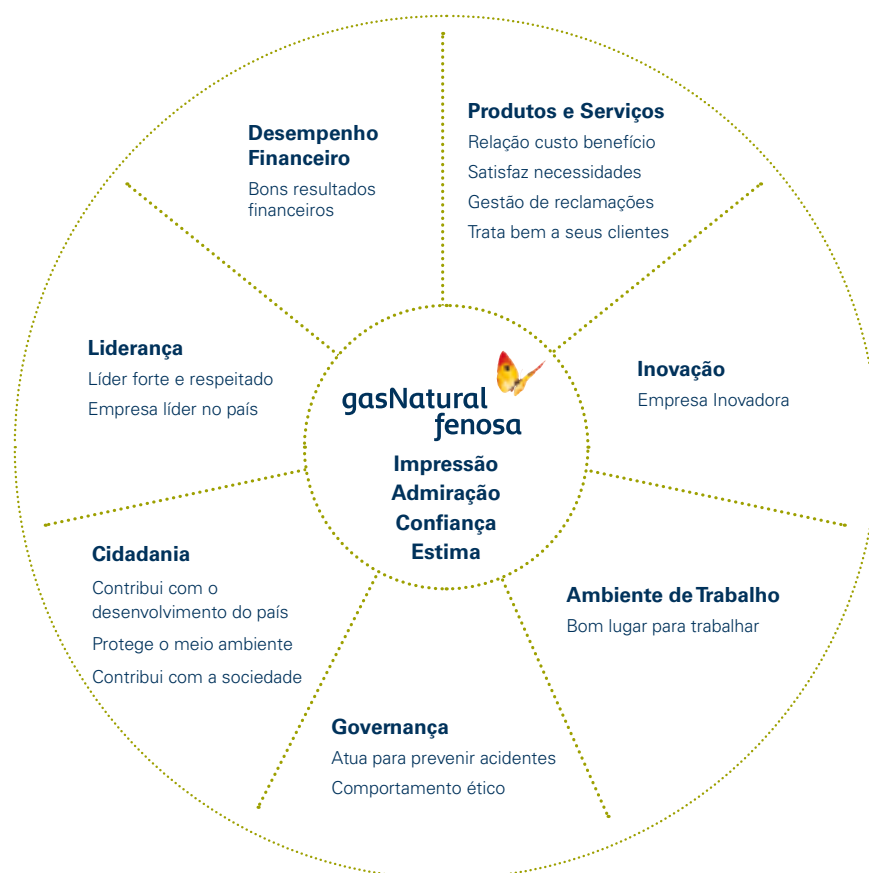 Desempenho
Financeiro
Bons resultados
financeiros
Produtos e Serviços
Relação custo benefício
Satisfaz necessidades
Gestão de reclamações
Trata bem a seus clientes
Inovação
Empresa Inovadora
Ambiente de Trabalho
Bom lugar para trabalhar
Governança
Atua para prevenir acidentes
Comportamento ético
Cidadania
Contribui com o
desenvolvimento do país
Protege o meio ambiente
Contribui com a sociedade
Liderança
Líder forte e respeitado
Empresa líder no país
gasNatural
fenosa
Impressão
Admiração
Confiança
Estima